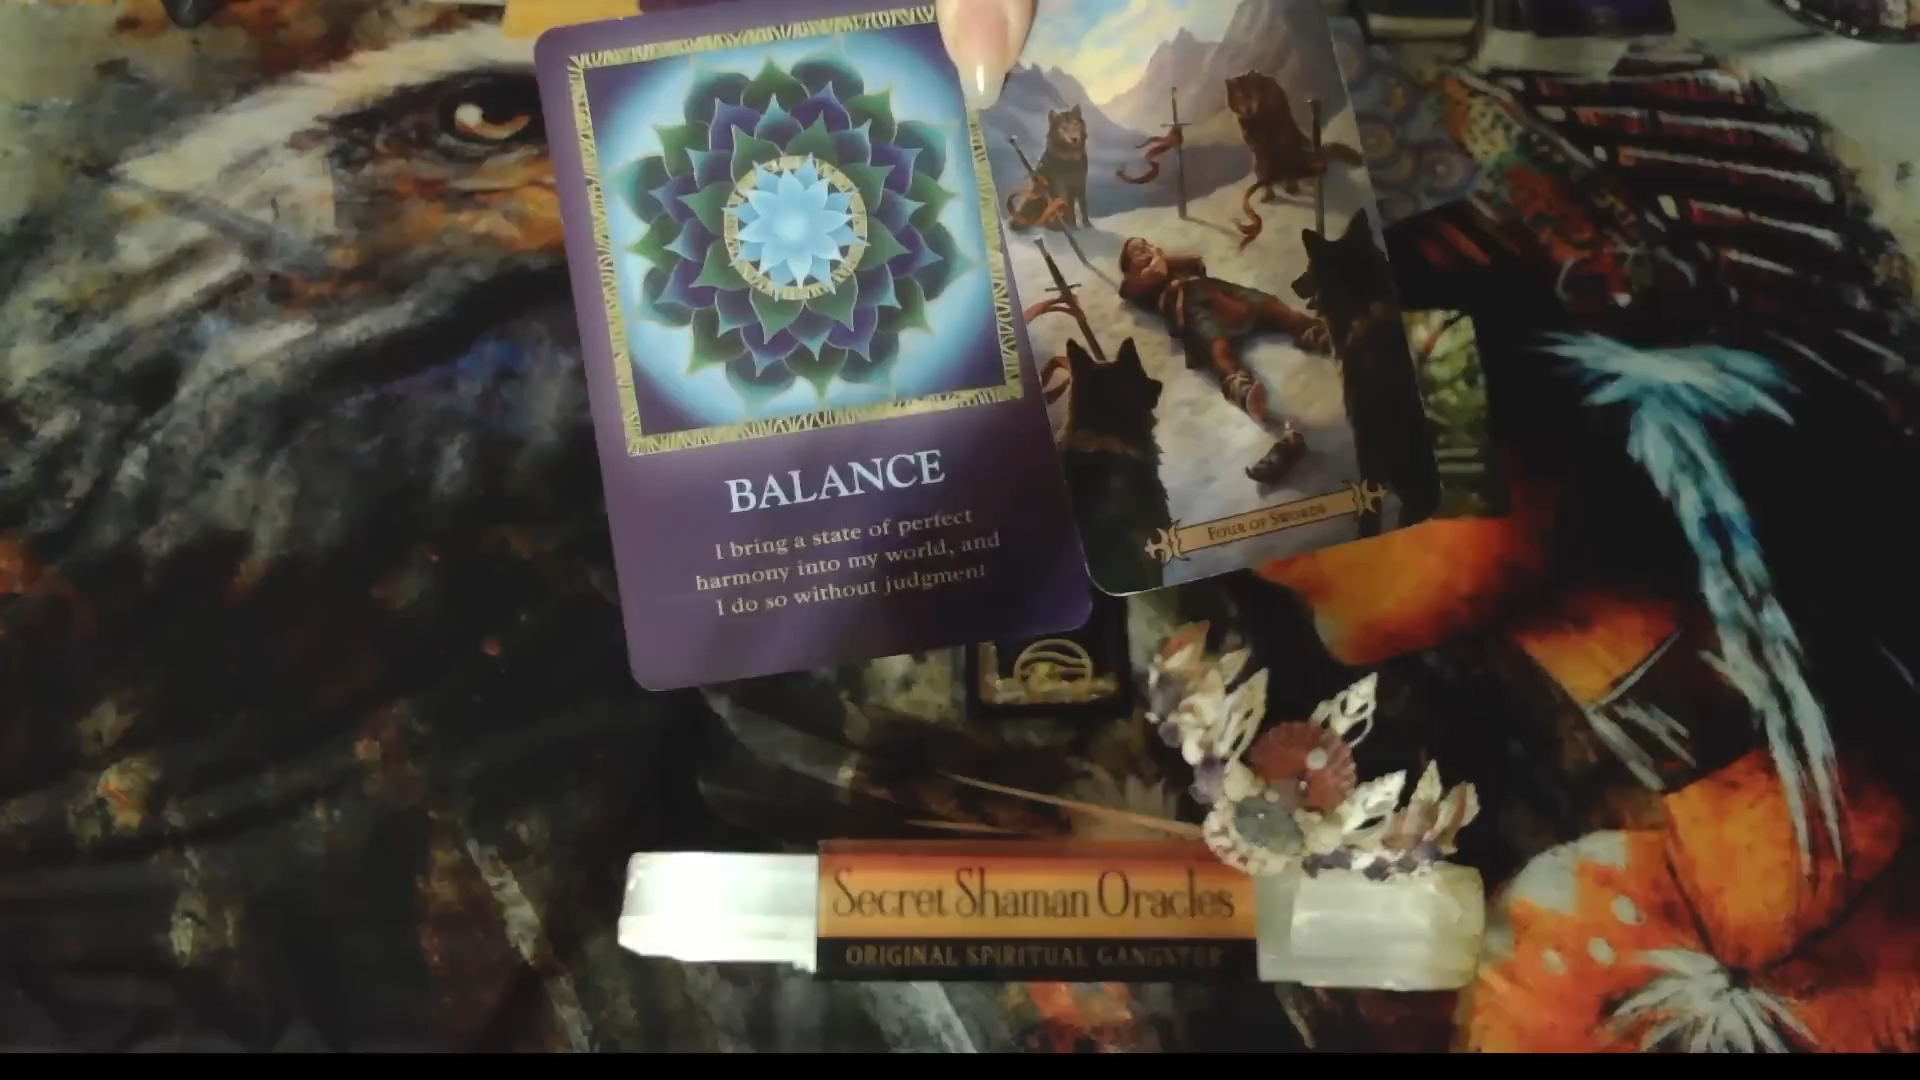 BALANCE
I bring a state of perfect
harmony into my world, and
I do so without judgment
FOUR OF SWORDS
Secret Shaman Oracles
ORIGINAL SPIRITUAL GANGSTER